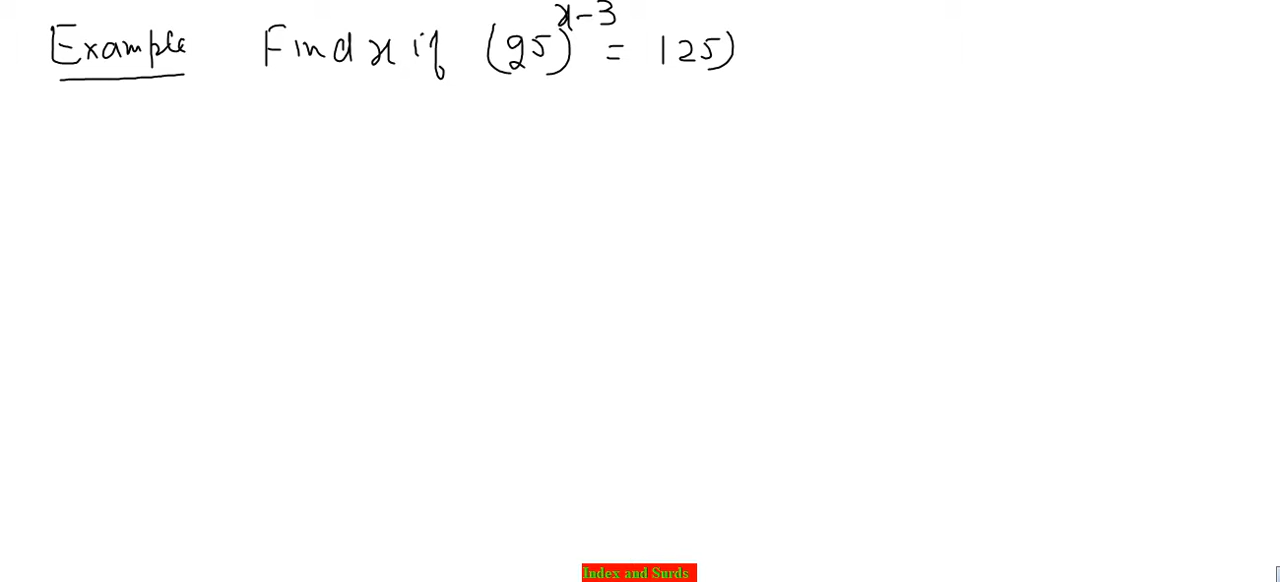 Example Find x if (25)^{x-3} = 125)
Index and Surds